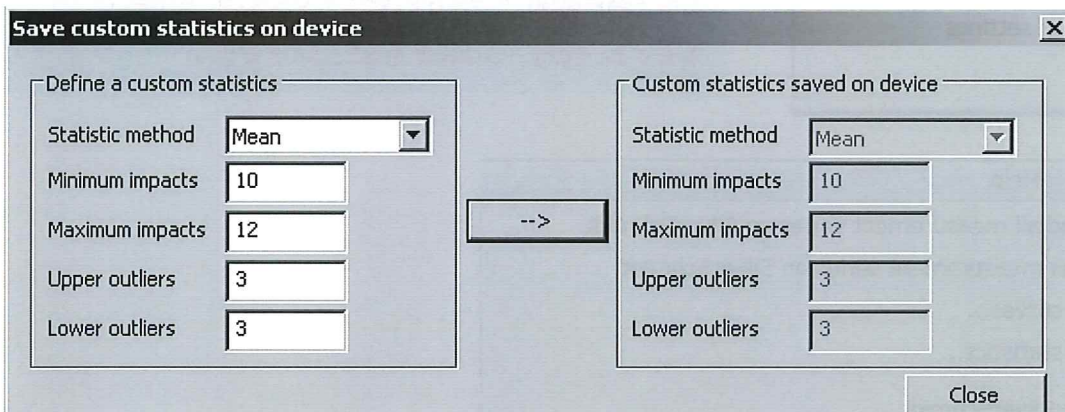 Save custom statistics on device
Define a custom statistics
Statistic method Mean
Minimum impacts 10
Maximum impacts 12
Upper outliers 3
Lower outliers 3
-->
Custom statistics saved on device
Statistic method Mean
Minimum impacts 10
Maximum impacts 12
Upper outliers 3
Lower outliers 3
Close